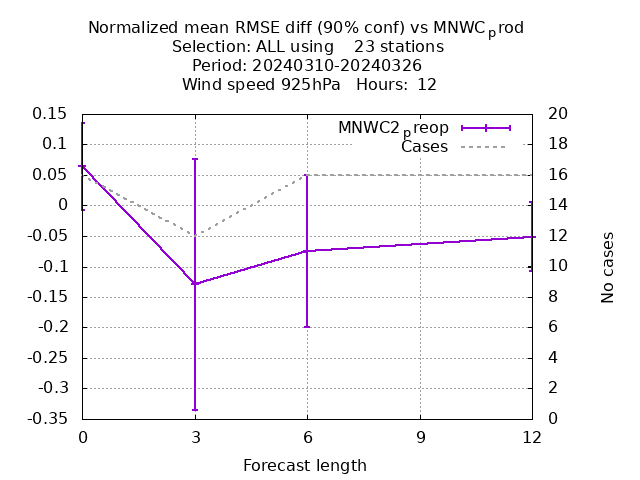 Normalized mean RMSE diff (90% conf) vs MNWCprod
Selection: ALL using 23 stations
Period: 20240310-20240326
Wind speed 925hPa Hours: 12
MNWC2preop
Cases
0.15
0.1
0.05
0
-0.05
-0.1
-0.15
-0.2
-0.25
-0.3
-0.35
20
18
16
14
12
10
8
6
4
2
0
No cases
0 3 6 9 12
Forecast length